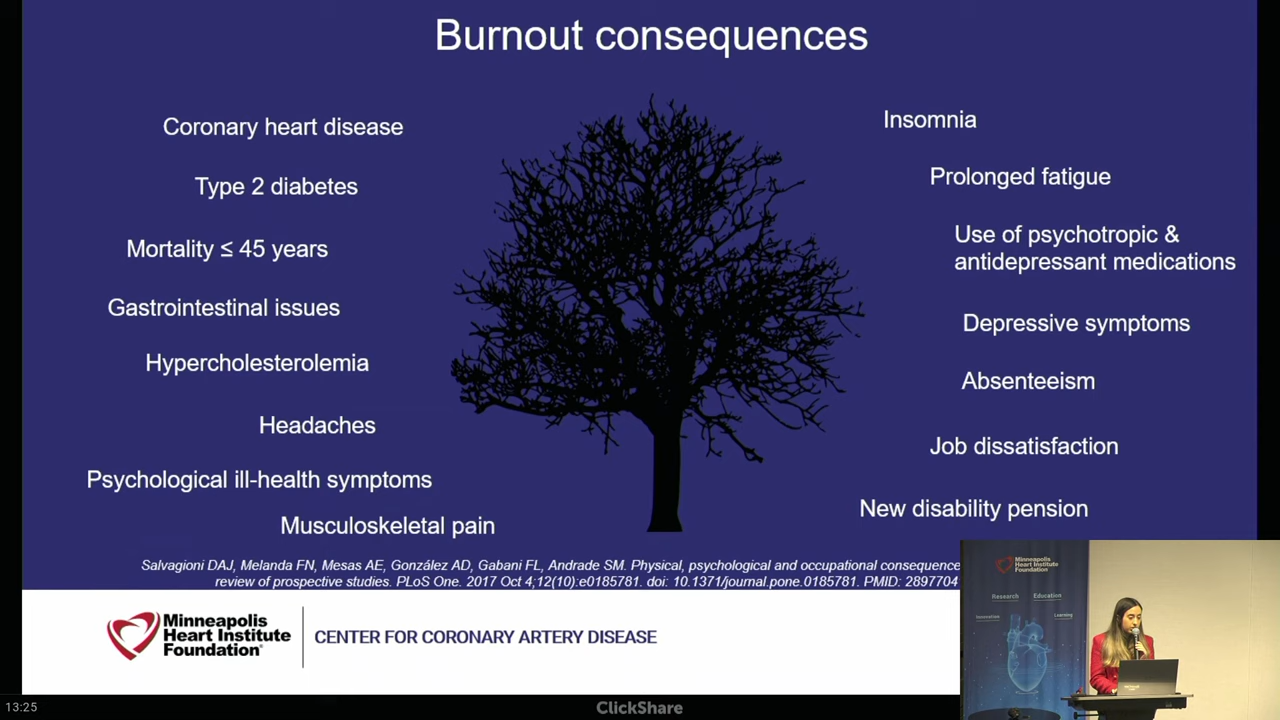 Burnout consequences
Coronary heart disease
Type 2 diabetes
Mortality ≤ 45 years
Gastrointestinal issues
Hypercholesterolemia
Headaches
Psychological ill-health symptoms
Musculoskeletal pain
Insomnia
Prolonged fatigue
Use of psychotropic &
antidepressant medications
Depressive symptoms
Absenteeism
Job dissatisfaction
New disability pension
Salvagioni DAJ, Melanda FN, Mesas AE, González AD, Gabani FL, Andrade SM. Physical, psychological and occupational consequence
review of prospective studies. PLoS One. 2017 Oct 4;12(10):e0185781. doi: 10.1371/journal.pone.0185781. PMID: 2897704
Minneapolis
Heart Institute
Foundation®
CENTER FOR CORONARY ARTERY DISEASE
Minneapolis
Heart Institute
Foundation
Research
Education
Innovation
Learning
13:25
ClickShare